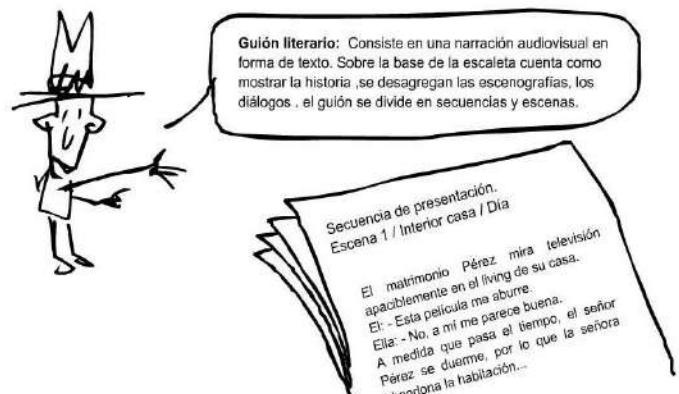 Guión literario: Consiste en una narración audiovisual en
forma de texto. Sobre la base de la escaleta cuenta como
mostrar la historia ,se desagregan las escenografías, los
diálogos , el guión se divide en secuencias y escenas.
Secuencia de presentación.
Escena 1 / Interior casa / Día
El matrimonio Pérez mira televisión
apaciblemente en el living de su casa.
El: - Esta película me aburre.
Ella: - No, a mí me parece buena.
A medida que pasa el tiempo, el señor
Pérez se duerme, por lo que la señora
la habitación...